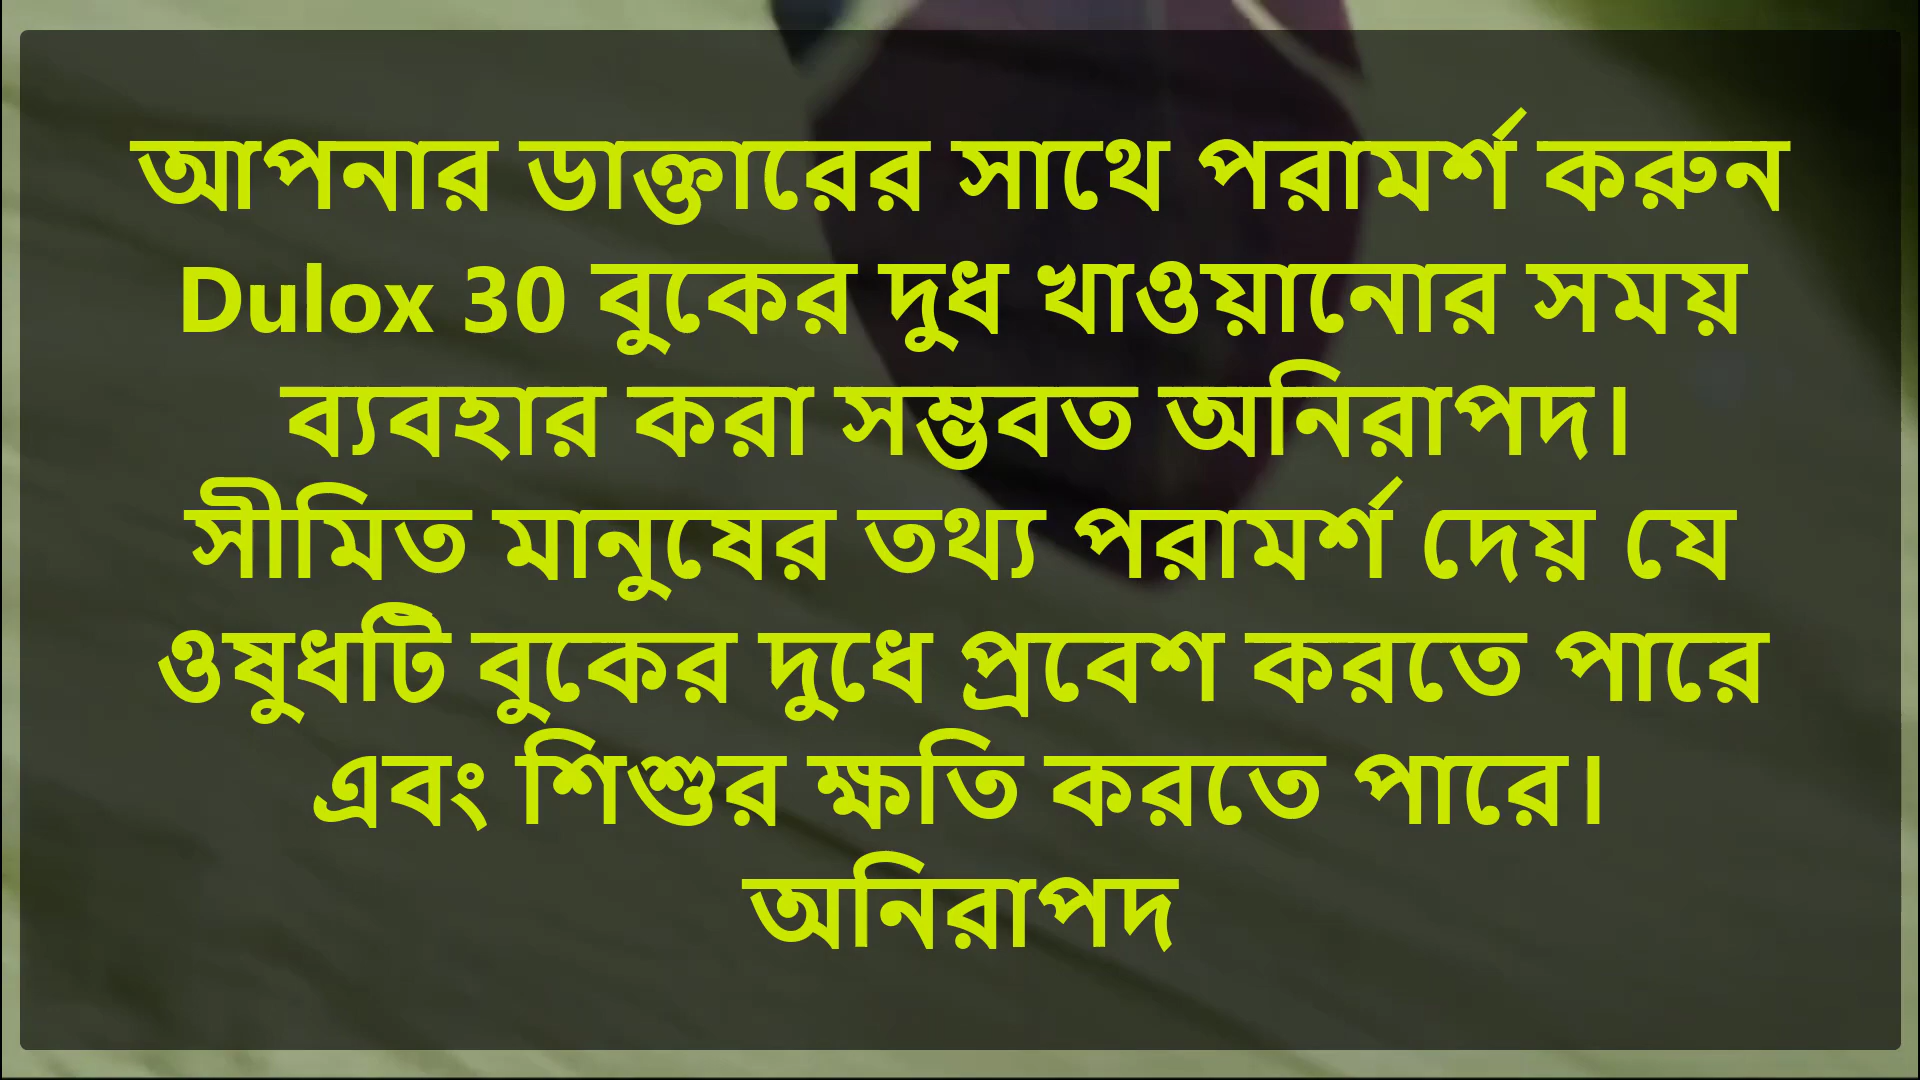 আপনার ডাক্তারের সাথে পরামর্শ করুন
Dulox 30 বুকের দুধ খাওয়ানোর সময়
ব্যবহার করা সম্ভবত অনিরাপদ।
সীমিত মানুষের তথ্য পরামর্শ দেয় যে
ওষুধটি বুকের দুধে প্রবেশ করতে পারে
এবং শিশুর ক্ষতি করতে পারে।
অনিরাপদ